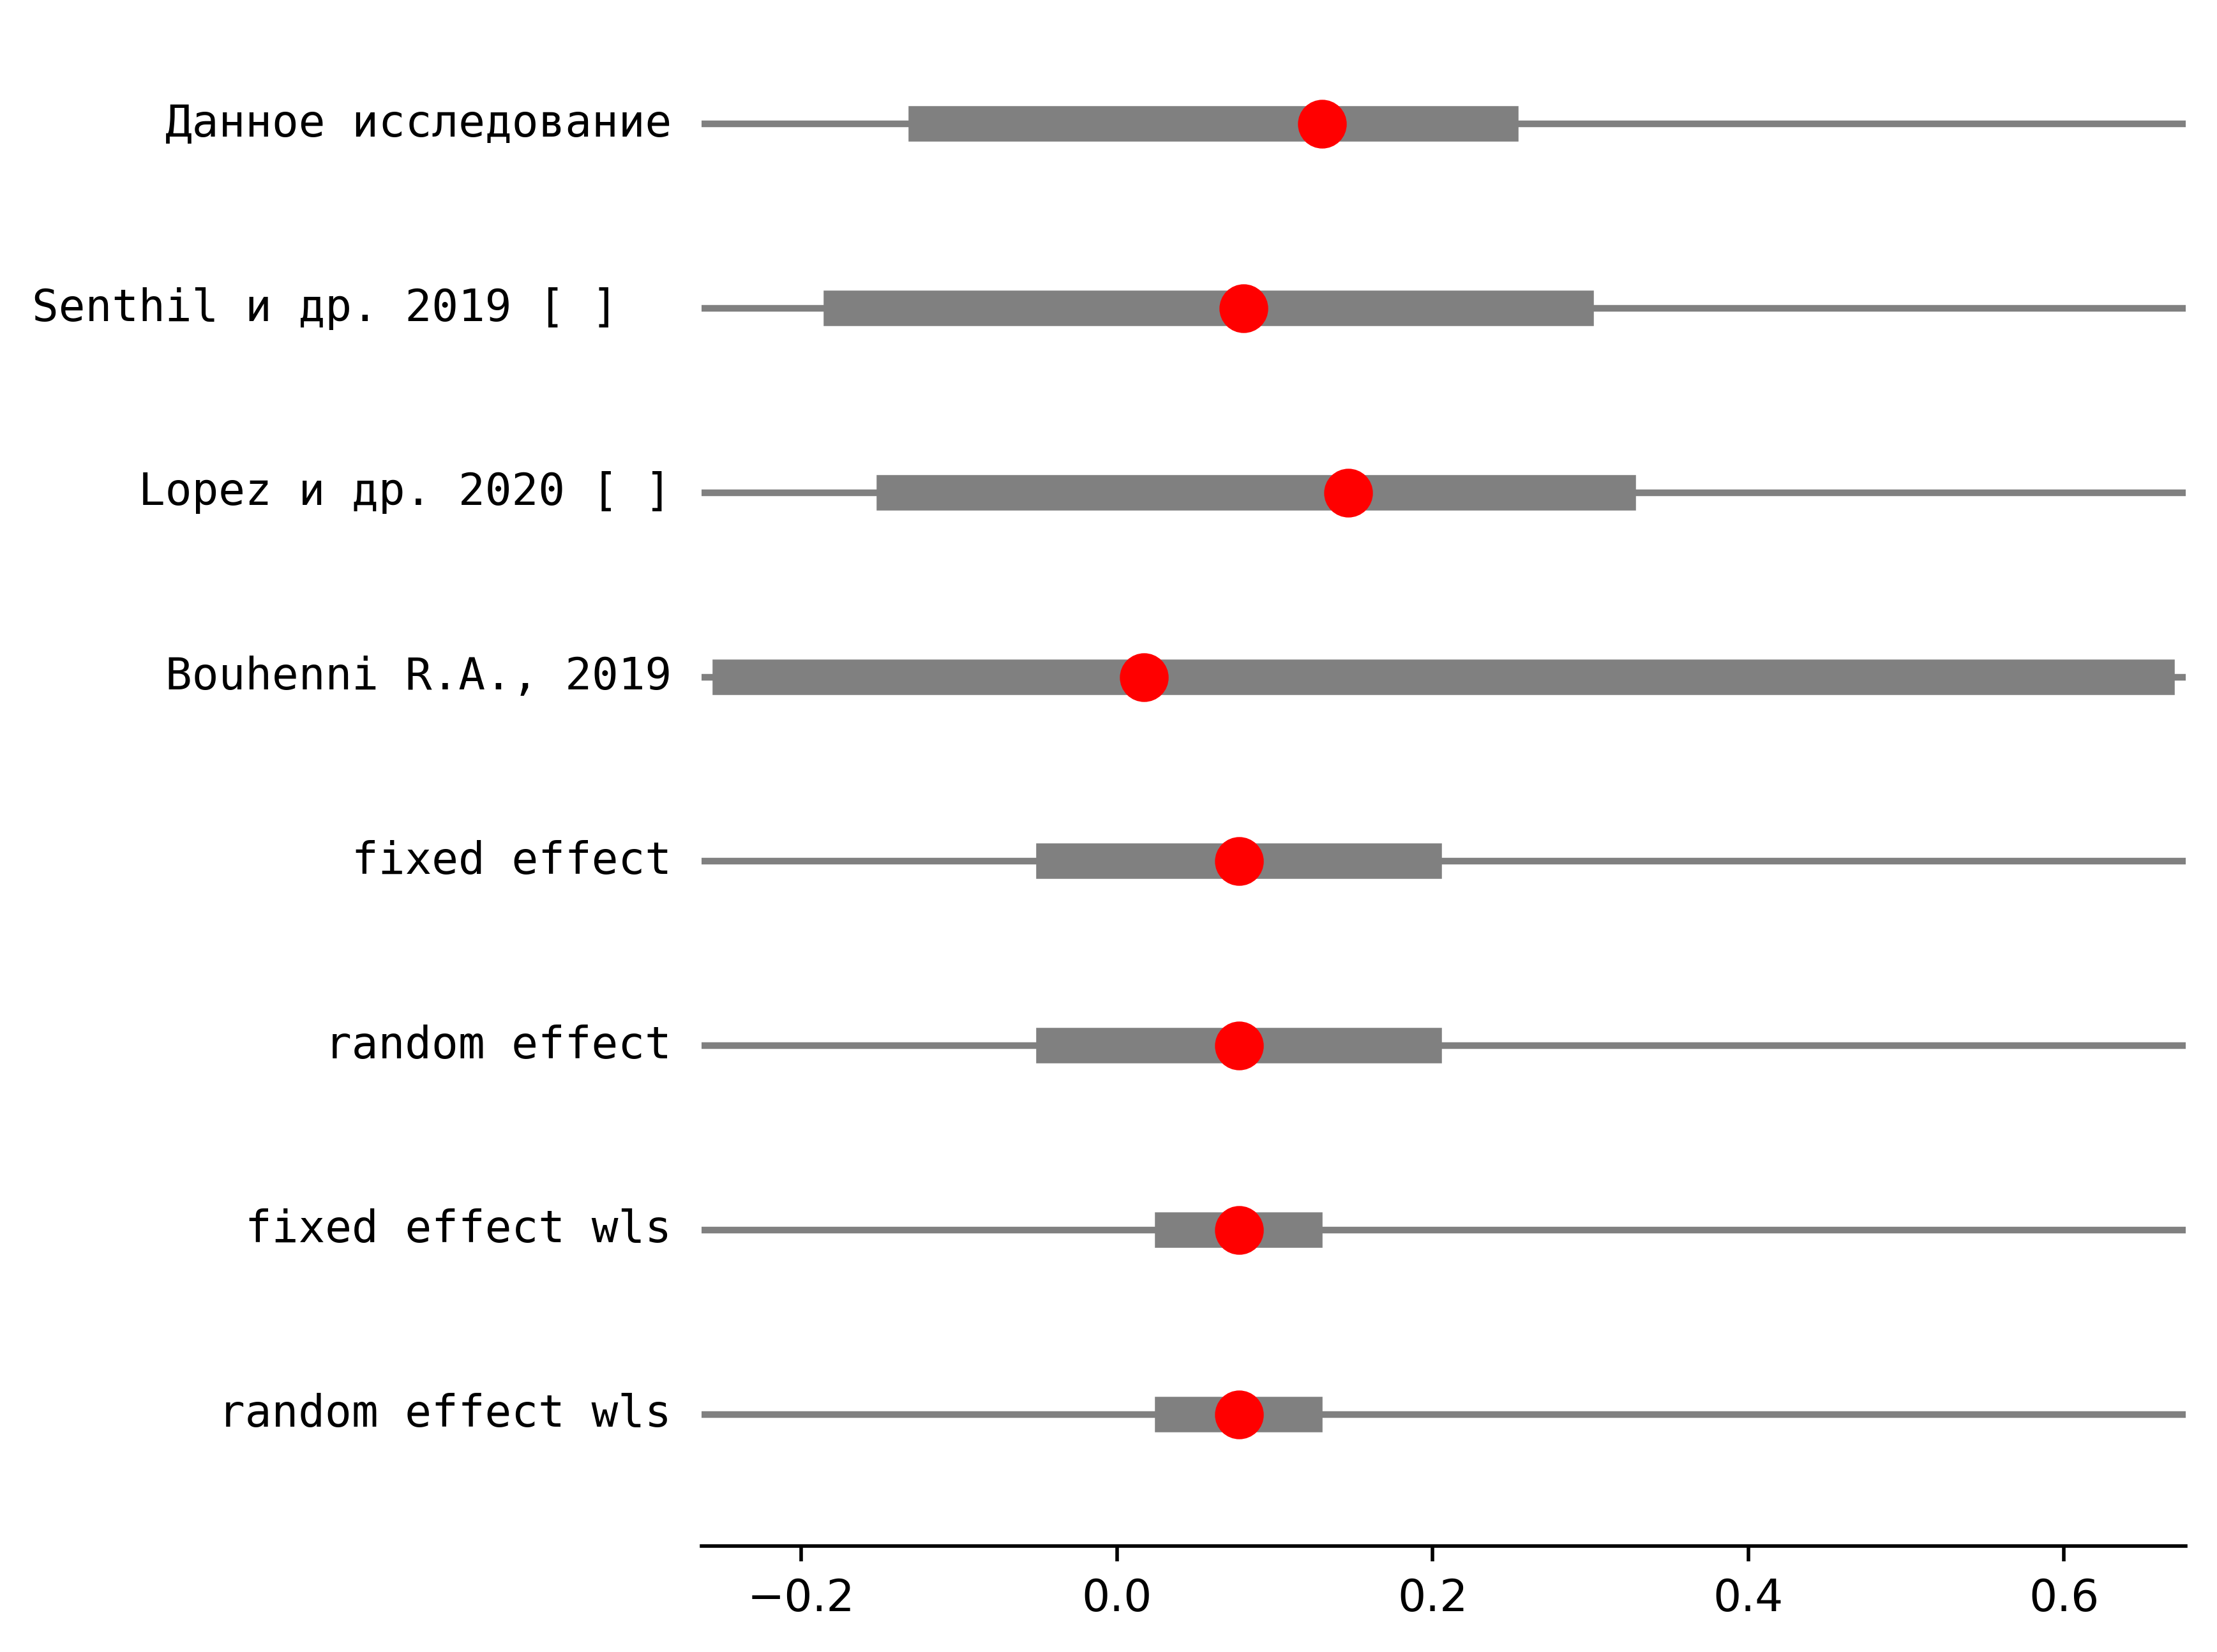 Данное исследование
Senthil и др. 2019 [ ]
Lopez и др. 2020 [ ]
Bouhenni R.A., 2019
fixed effect
random effect
fixed effect wls
random effect wls
−0.2 0.0 0.2 0.4 0.6